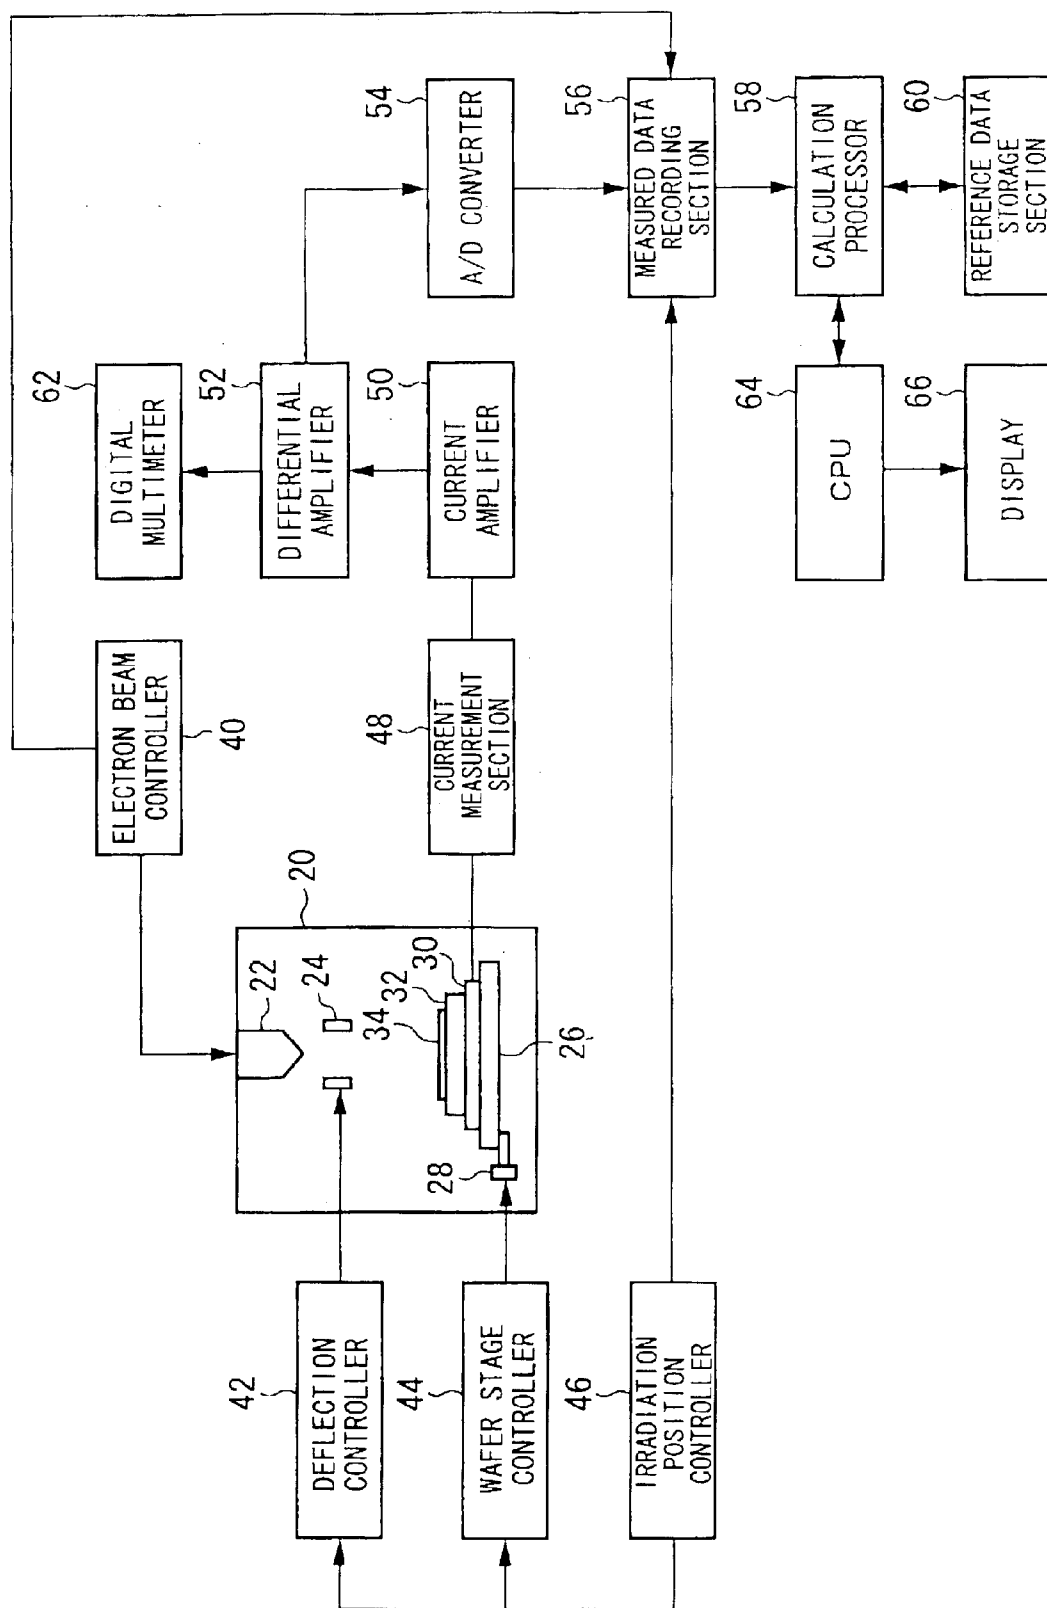 ELECTRON BEAM
CONTROLLER
40
DIGITAL
MULTIMETER
62
DIFFERENTIAL
AMPLIFIER
52
CURRENT
AMPLIFIER
50
A/D CONVERTER
54
DEFLECTION
CONTROLLER
42
WAFER STAGE
CONTROLLER
44
IRRADIATION
POSITION
CONTROLLER
46
20
22
24
34
32
30
28
26
CURRENT
MEASUREMENT
SECTION
48
MEASURED DATA
RECORDING
SECTION
56
CALCULATION
PROCESSOR
58
REFERENCE DATA
STORAGE
SECTION
60
CPU
64
DISPLAY
66